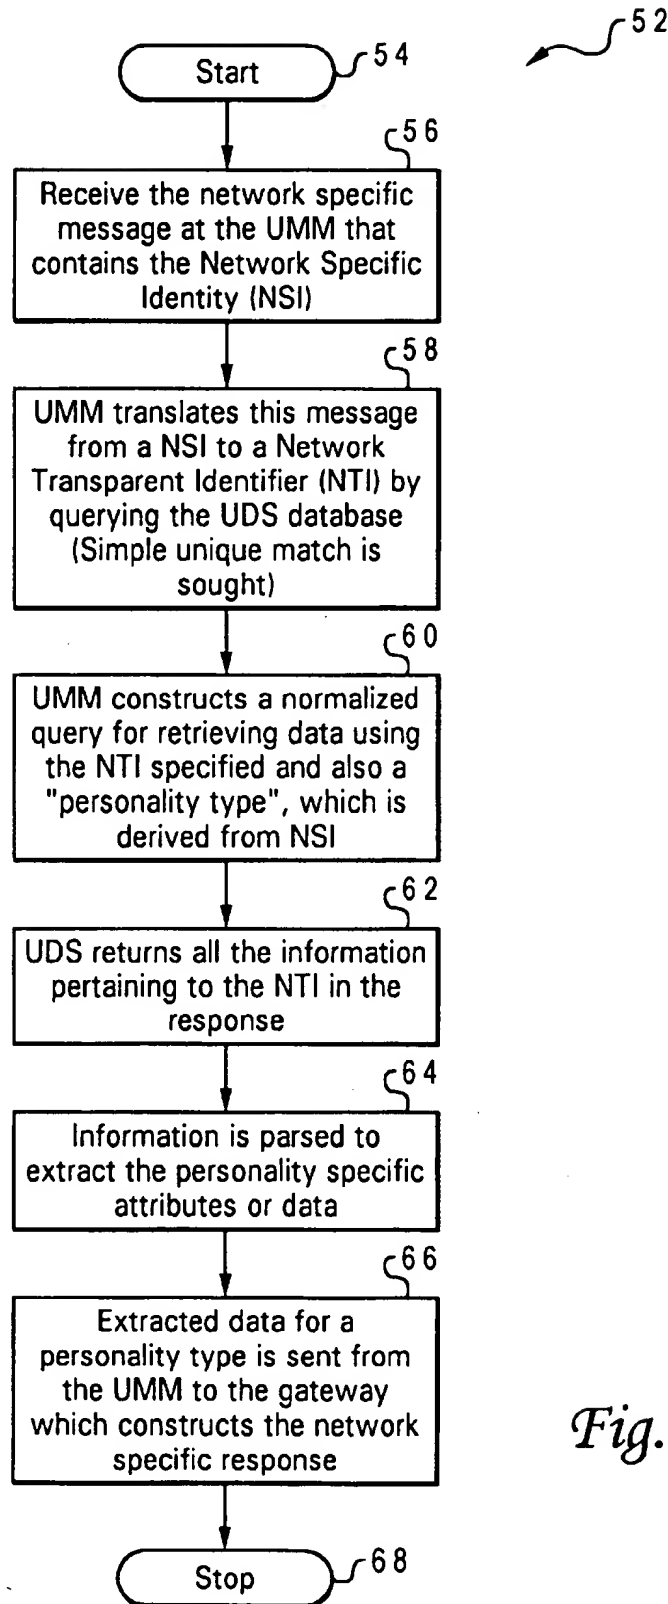 52
Start
54
56
Receive the network specific
message at the UMM that
contains the Network Specific
Identity (NSI)
58
UMM translates this message
from a NSI to a Network
Transparent Identifier (NTI) by
querying the UDS database
(Simple unique match is
sought)
60
UMM constructs a normalized
query for retrieving data using
the NTI specified and also a
"personality type", which is
derived from NSI
62
UDS returns all the information
pertaining to the NTI in the
response
64
Information is parsed to
extract the personality specific
attributes or data
66
Extracted data for a
personality type is sent from
the UMM to the gateway
which constructs the network
specific response
Fig.
Stop
68